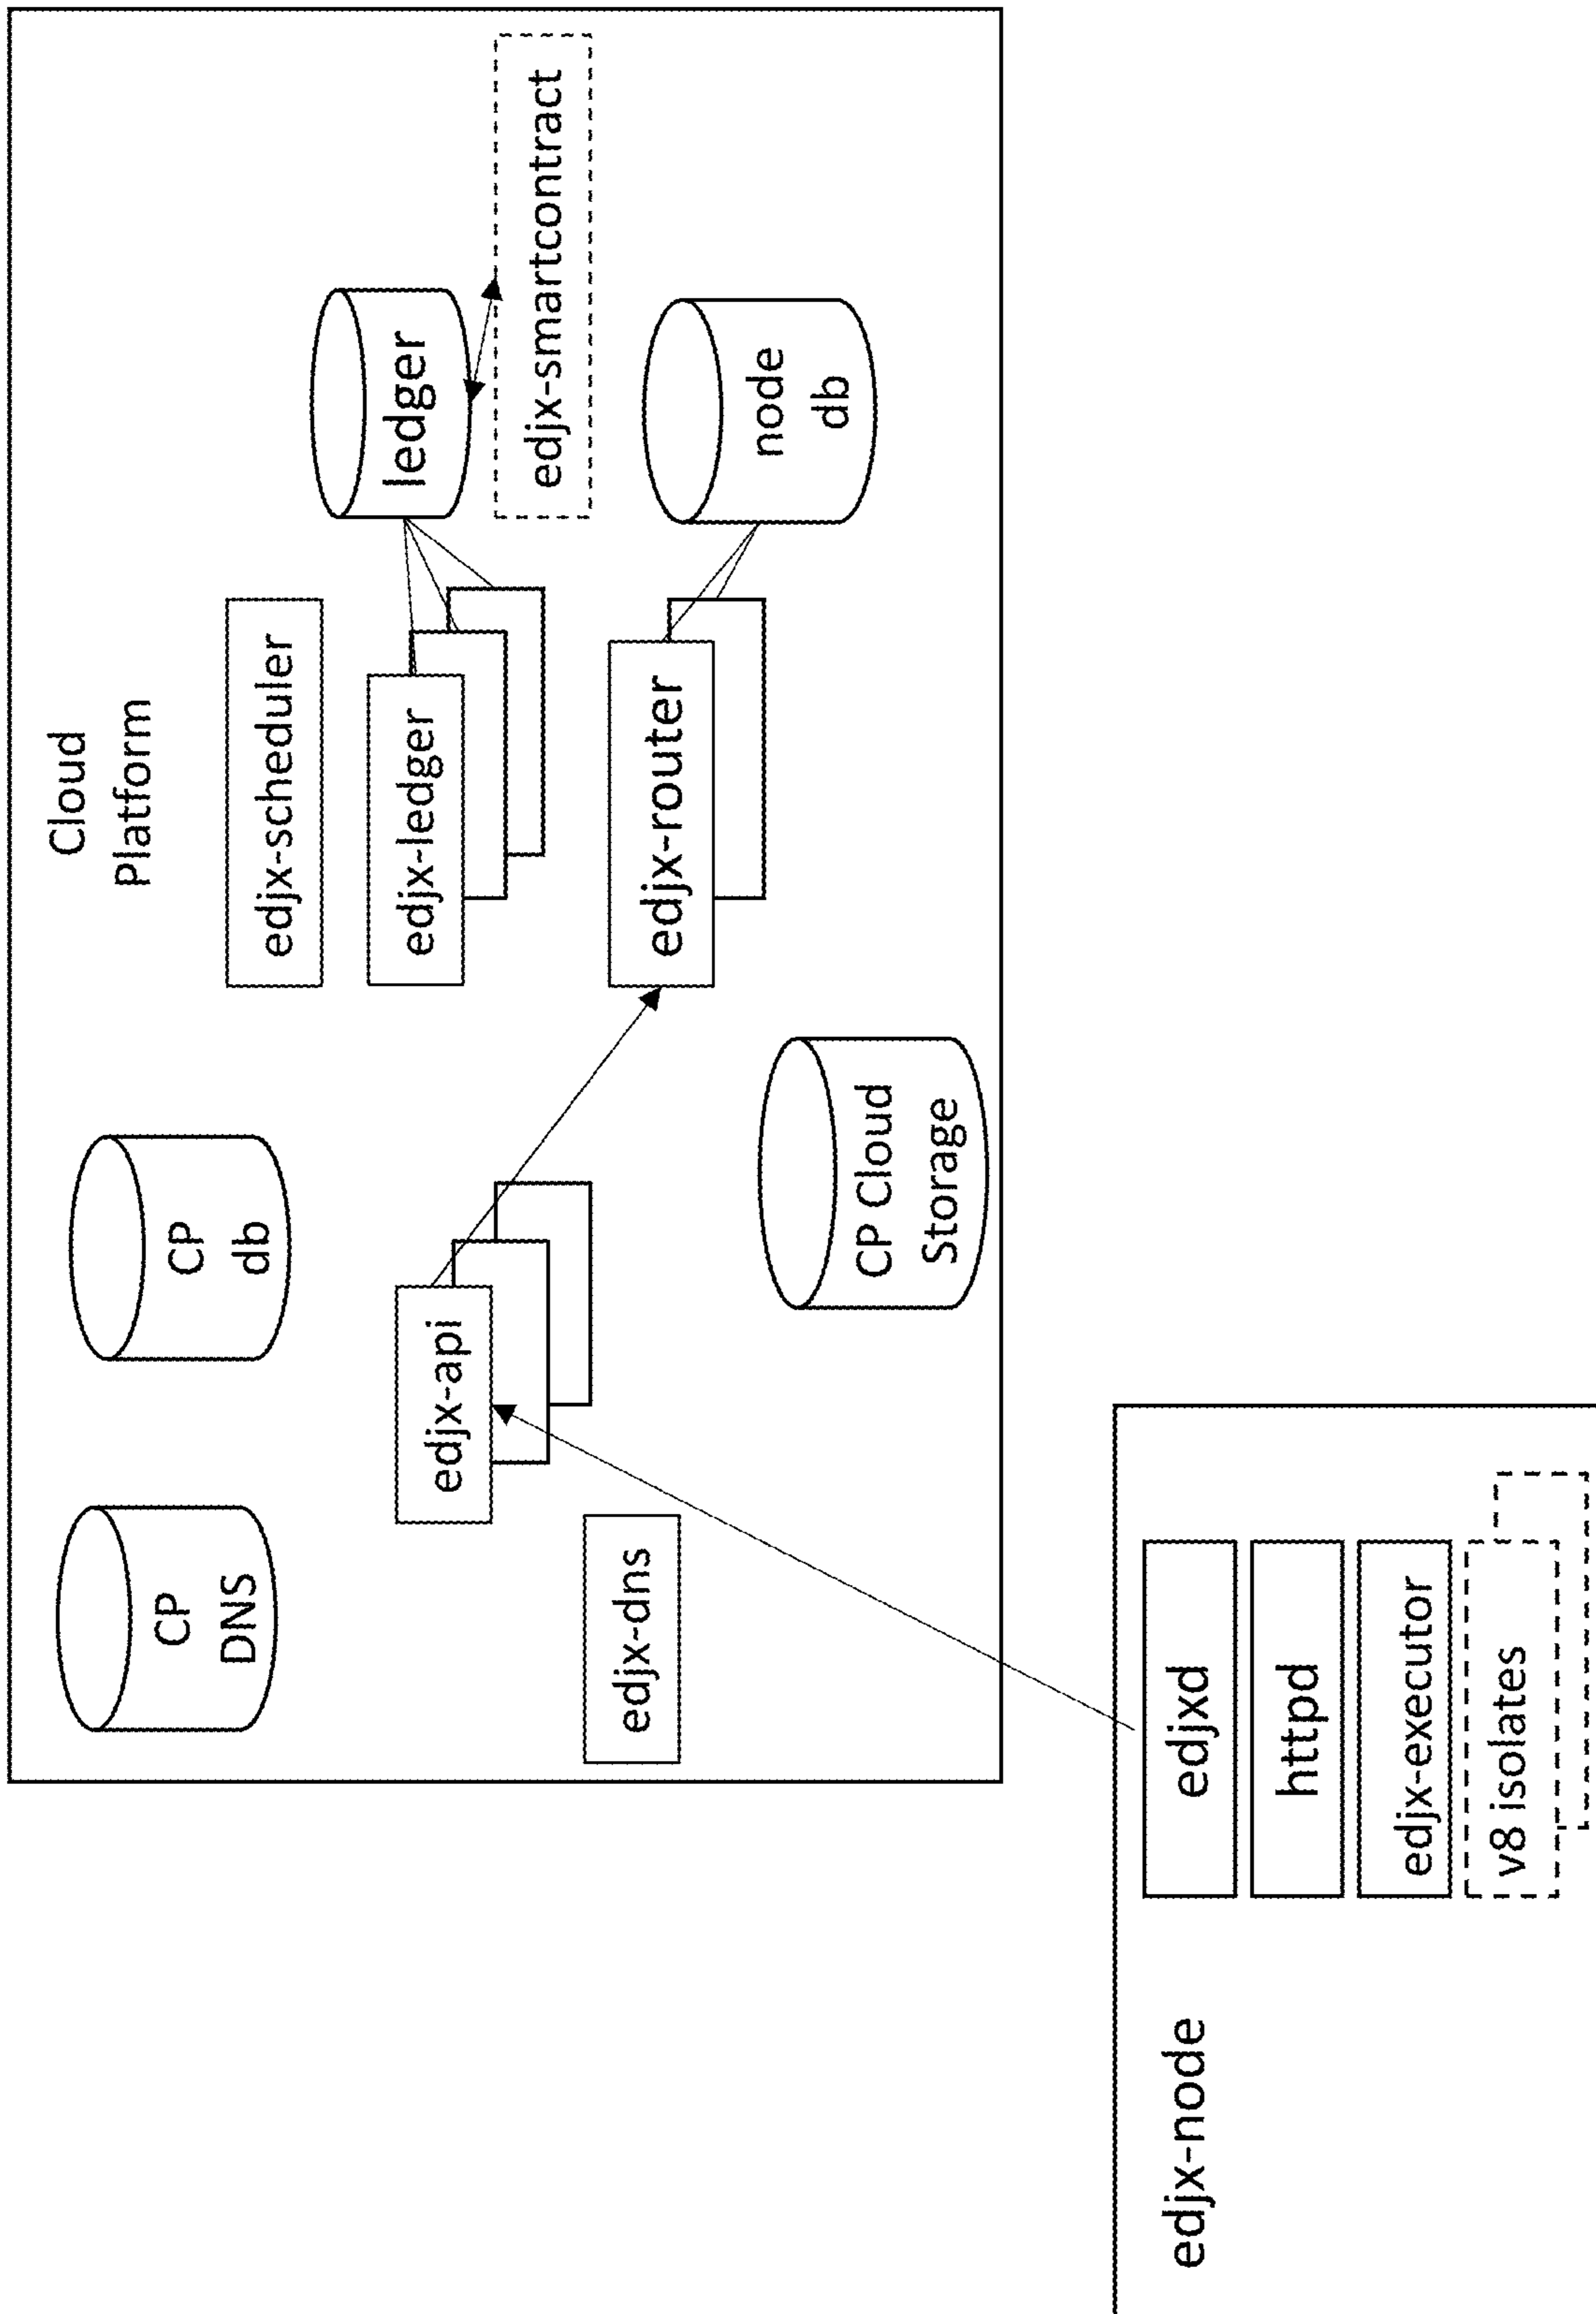 Cloud
Platform
CP
DNS
CP
db
edjx-scheduler
ledger
edjx-ledger
edjx-api
edjx-smartcontract
edjx-dns
edjx-router
node
db
CP Cloud
Storage
edjx-node
edjxd
httpd
edjx-executor
v8 isolates